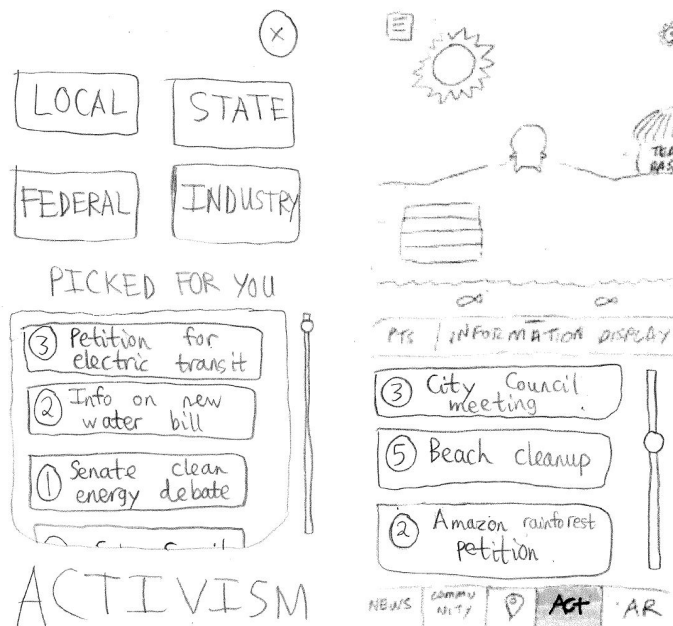 X
LOCAL
STATE
FEDERAL
INDUSTRY
PICKED FOR YOU
3 Petition for
electric transit
2 Info on new
water bill
1 Senate clean
energy debate
ACTIVISM
PTS | INFORMATION DISPLAY
3 City Council
meeting
5 Beach cleanup
2 Amazon rainforest
petition
NEWS
COMMU
NITY
ACT
AR